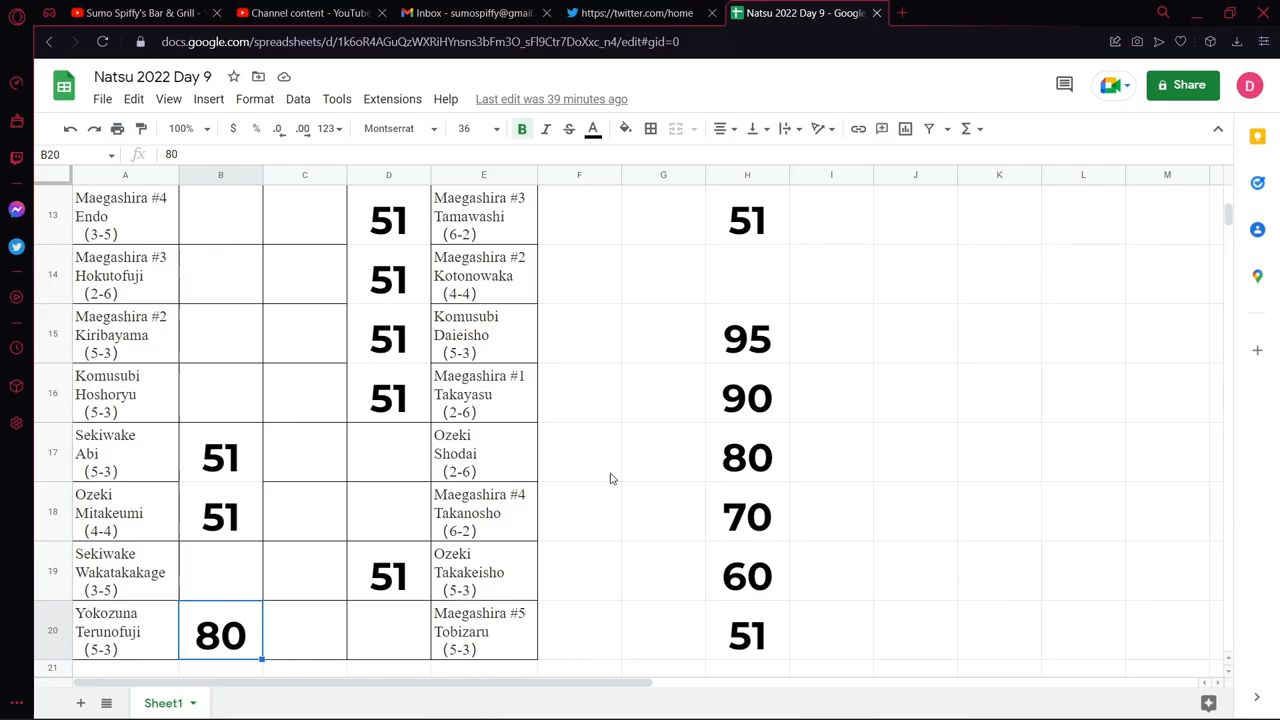 Sumo Spiffy's Bar & Grill -
Channel content - YouTube
Inbox - sumospiffy@gmail.
https://twitter.com/home
Natsu 2022 Day 9 - Google
docs.google.com/spreadsheets/d/1k6oR4AGuQzWXRiHYnsns3bFm3O_sFl9Ctr7DoXxc_n4/edit#gid=0
Natsu 2022 Day 9
File Edit View Insert Format Data Tools Extensions Help Last edit was 39 minutes ago
Share
D
100% $ % .0 .00 123 Montserrat 36 B I S A
B20 fx 80
A B C D E F G H I J K L M
13
Maegashira #4
Endo
(3-5)
51
Maegashira #3
Tamawashi
(6-2)
51
14
Maegashira #3
Hokutofuji
(2-6)
51
Maegashira #2
Kotonowaka
(4-4)
15
Maegashira #2
Kiribayama
(5-3)
51
Komusubi
Daieisho
(5-3)
95
16
Komusubi
Hoshoryu
(5-3)
51
Maegashira #1
Takayasu
(2-6)
90
17
Sekiwake
Abi
(5-3)
51
Ozeki
Shodai
(2-6)
80
18
Ozeki
Mitakeumi
(4-4)
51
Maegashira #4
Takanosho
(6-2)
70
19
Sekiwake
Wakatakakage
(3-5)
51
Ozeki
Takakeisho
(5-3)
60
20
Yokozuna
Terunofuji
(5-3)
80
Maegashira #5
Tobizaru
(5-3)
51
21
Sheet1